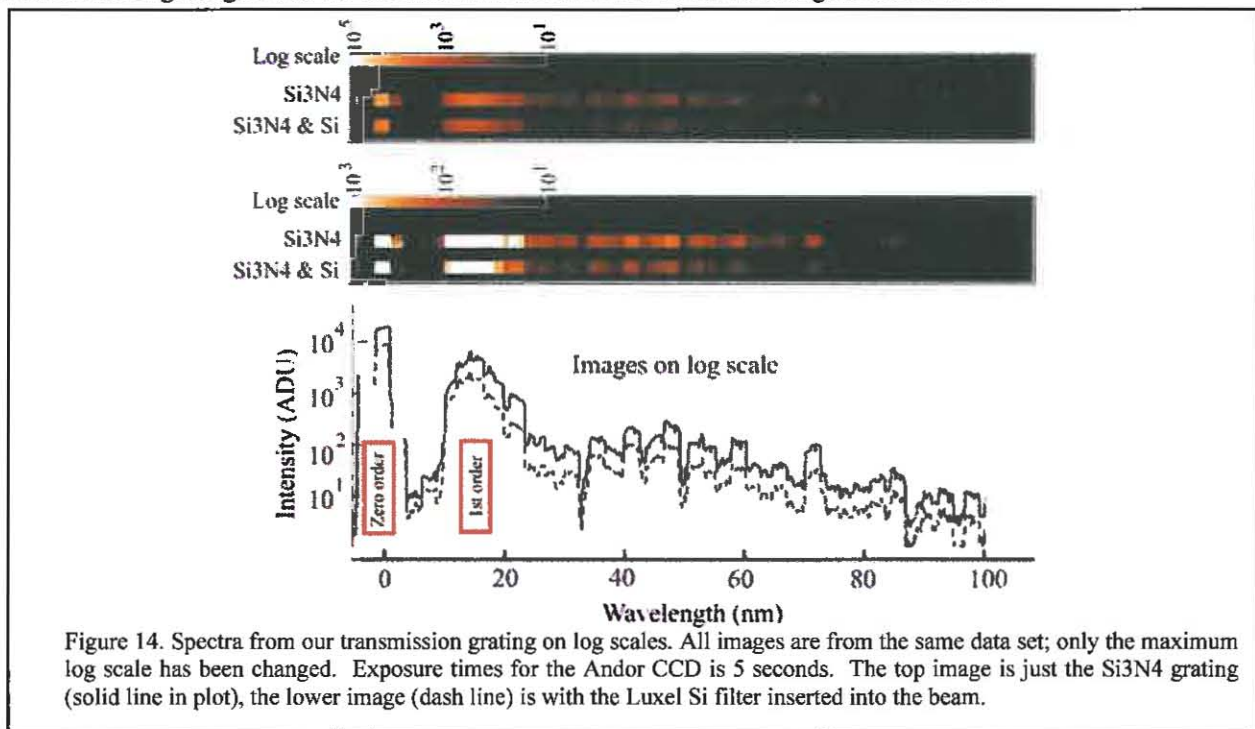 10^5 10^3 10^1
Log scale
Si3N4
Si3N4 & Si
10^3 10^2 10^1
Log scale
Si3N4
Si3N4 & Si
Intensity (ADU)
10^4
10^3
10^2
10^1
Images on log scale
Zero order
1st order
0 20 40 60 80 100
Wavelength (nm)
Figure 14. Spectra from our transmission grating on log scales. All images are from the same data set; only the maximum
log scale has been changed. Exposure times for the Andor CCD is 5 seconds. The top image is just the Si3N4 grating
(solid line in plot), the lower image (dash line) is with the Luxel Si filter inserted into the beam.